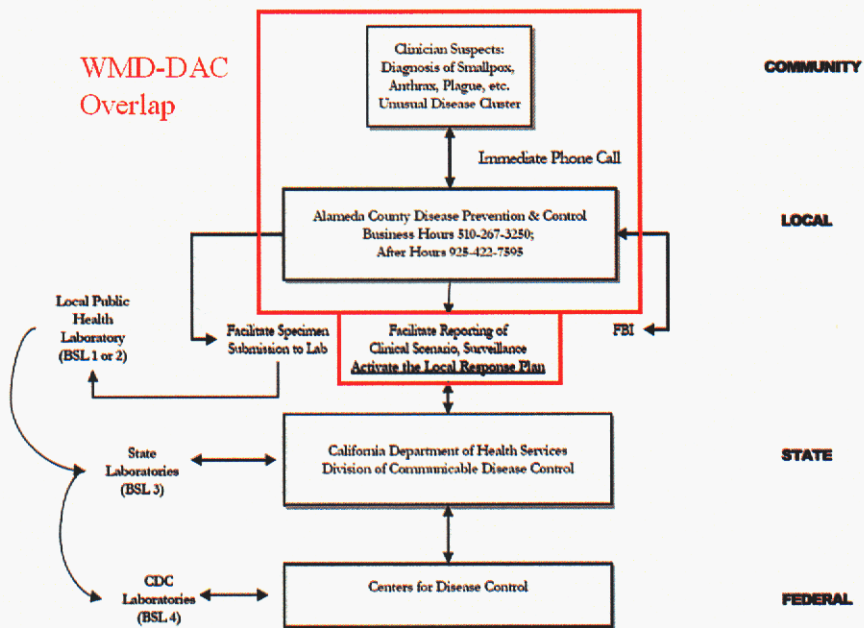 WMD-DAC
Overlap
Clinician Suspects:
Diagnosis of Smallpox,
Anthrax, Plague, etc.
Unusual Disease Cluster
COMMUNITY
Immediate Phone Call
Alameda County Disease Prevention & Control
Business Hours 510-267-3250;
After Hours 925-422-7595
LOCAL
Local Public
Health
Laboratory
(BSL 1 or 2)
Facilitate Specimen
Submission to Lab
Facilitate Reporting of
Clinical Scenario, Surveillance
Activate the Local Response Plan
FBI
State
Laboratories
(BSL 3)
California Department of Health Services
Division of Communicable Disease Control
STATE
CDC
Laboratories
(BSL 4)
Centers for Disease Control
FEDERAL